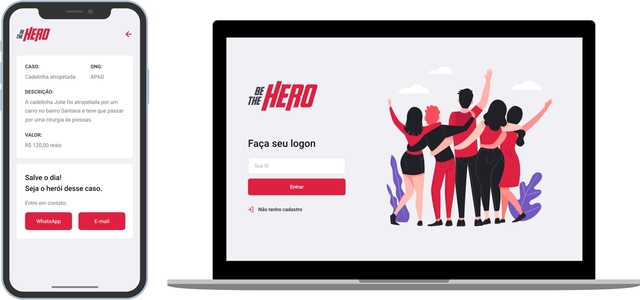 BE THE HERO
CASO: ONG:
Cadelinha atropelada APAD
DESCRIÇÃO:
A cadelinha Jolie foi atropelada por um
carro no bairro Santana e teve que passar
por uma cirurgia às pressas.
VALOR:
R$ 120,00 reais
Salve o dia!
Seja o herói desse caso.
Entre em contato:
WhatsApp E-mail
BE THE HERO
Faça seu logon
Sua ID
Entrar
Não tenho cadastro